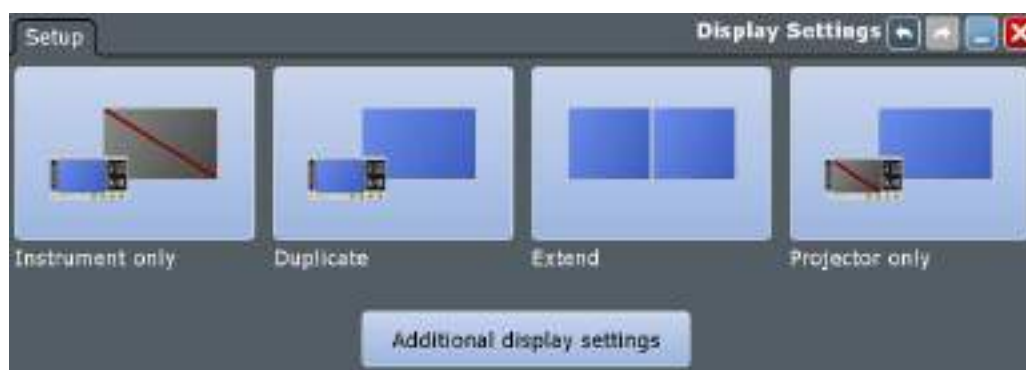 Setup
Display Settings
Instrument only
Duplicate
Extend
Projector only
Additional display settings